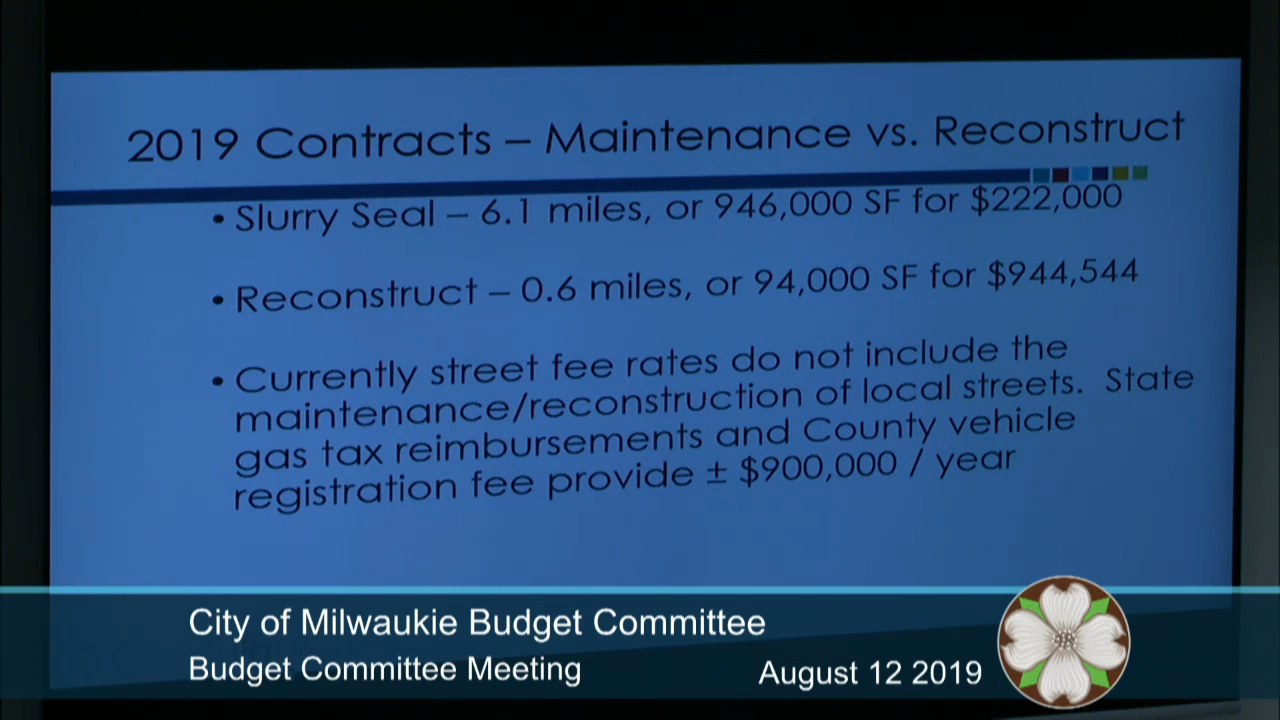 2019 Contracts – Maintenance vs. Reconstruct
• Slurry Seal – 6.1 miles, or 946,000 SF for $222,000
• Reconstruct – 0.6 miles, or 94,000 SF for $944,544
• Currently street fee rates do not include the
maintenance/reconstruction of local streets. State
gas tax reimbursements and County vehicle
registration fee provide ± $900,000 / year
City of Milwaukie Budget Committee
Budget Committee Meeting
August 12 2019